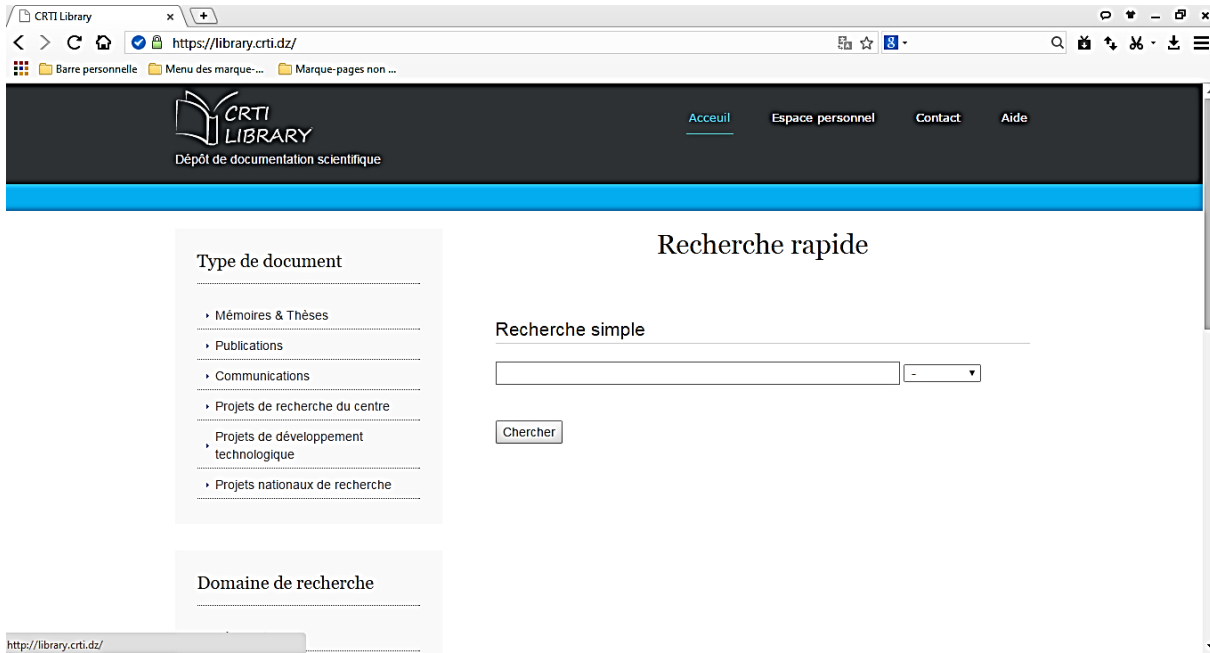 CRTI Library
https://library.crti.dz/
8
Barre personnelle
Menu des marque-...
Marque-pages non ...
CRTI
LIBRARY
Dépôt de documentation scientifique
Acceuil
Espace personnel
Contact
Aide
Type de document
Mémoires & Thèses
Publications
Communications
Projets de recherche du centre
Projets de développement
technologique
Projets nationaux de recherche
Domaine de recherche
Recherche rapide
Recherche simple
-
Chercher
http://library.crti.dz/